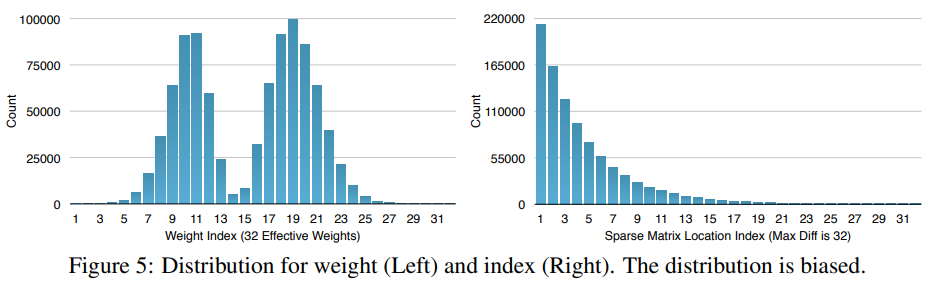 100000
75000
50000
25000
0
Count
1 3 5 7 9 11 13 15 17 19 21 23 25 27 29 31
Weight Index (32 Effective Weights)
220000
165000
110000
55000
0
Count
1 3 5 7 9 11 13 15 17 19 21 23 25 27 29 31
Sparse Matrix Location Index (Max Diff is 32)
Figure 5: Distribution for weight (Left) and index (Right). The distribution is biased.